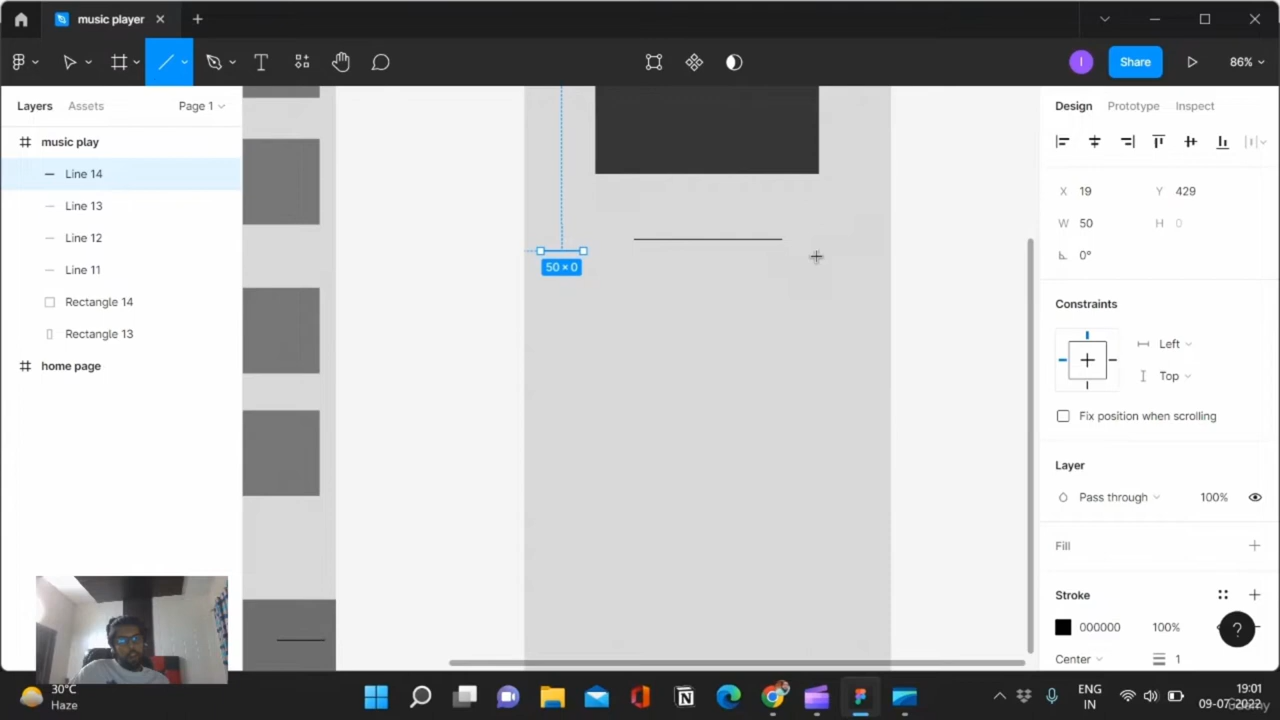 music player
Share
86%
Layers
Assets
Page 1
Design
Prototype
Inspect
music play
Line 14
Line 13
Line 12
Line 11
Rectangle 14
Rectangle 13
home page
50 × 0
X 19
Y 429
W 50
H 0
0°
Constraints
Left
Top
Fix position when scrolling
Layer
Pass through
100%
Fill
Stroke
000000
100%
?
Center
1
I
30°C
Haze
ENG
IN
19:01
09-07-2022